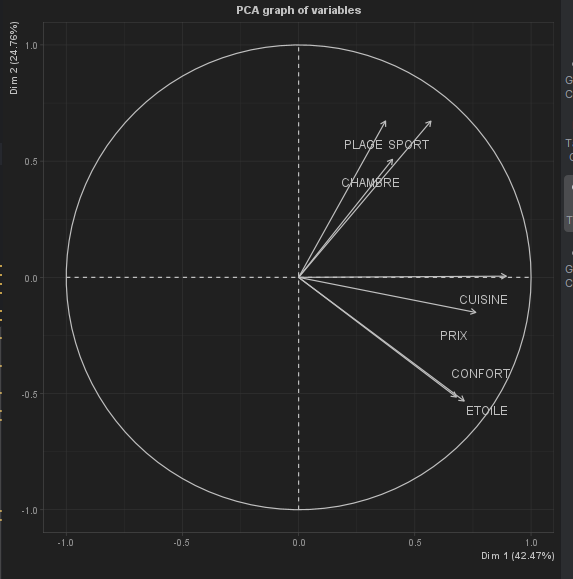 PCA graph of variables
Dim 2 (24.76%)
1.0
0.5
0.0
-0.5
-1.0
PLAGE SPORT
CHAMBRE
CUISINE
PRIX
CONFORT
ETOILE
-1.0
-0.5
0.0
0.5
1.0
Dim 1 (42.47%)